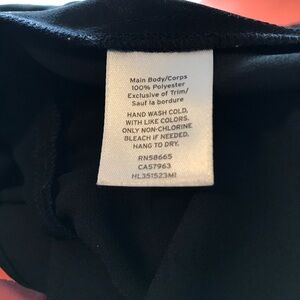 Main Body/Corps
100% Polyester
Exclusive of Trim/
Sauf la bordure
HAND WASH COLD,
WITH LIKE COLORS.
ONLY NON-CHLORINE
BLEACH IF NEEDED.
HANG TO DRY.
RN58665
CA57963
HL351523MI